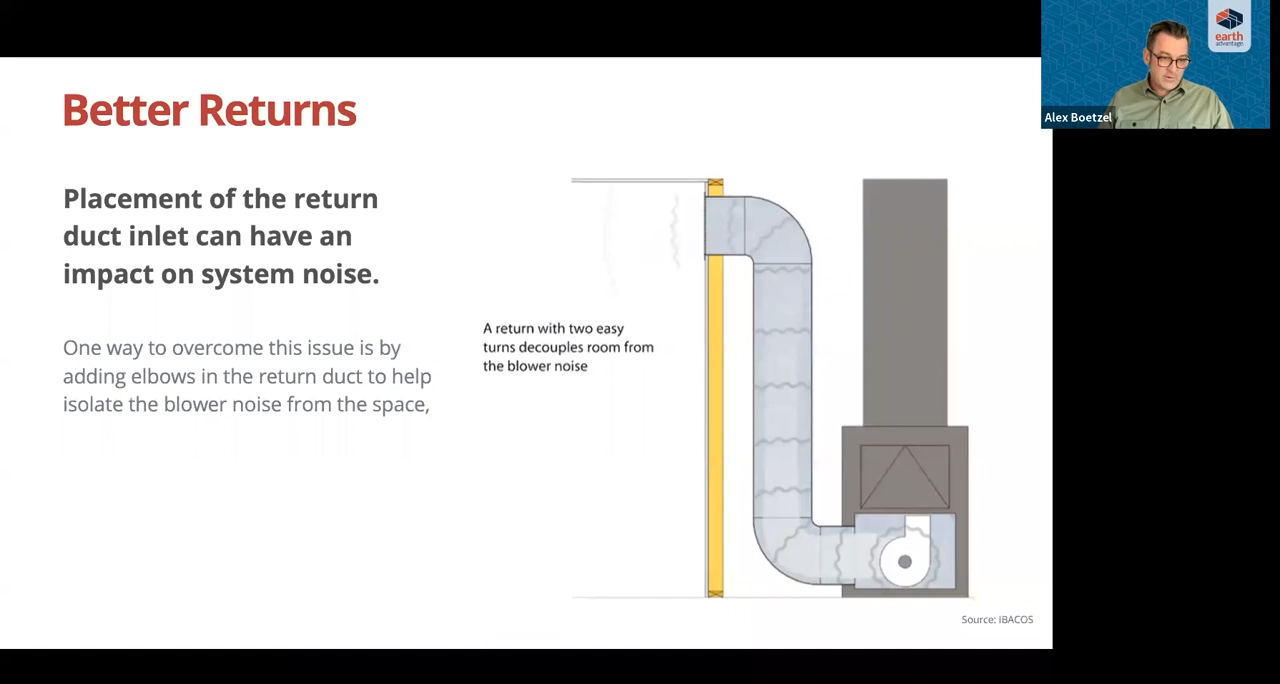 Better Returns
Placement of the return
duct inlet can have an
impact on system noise.
One way to overcome this issue is by
adding elbows in the return duct to help
isolate the blower noise from the space,
A return with two easy
turns decouples room from
the blower noise
Source: IBACOS
earth
advantage
Alex Boetzel